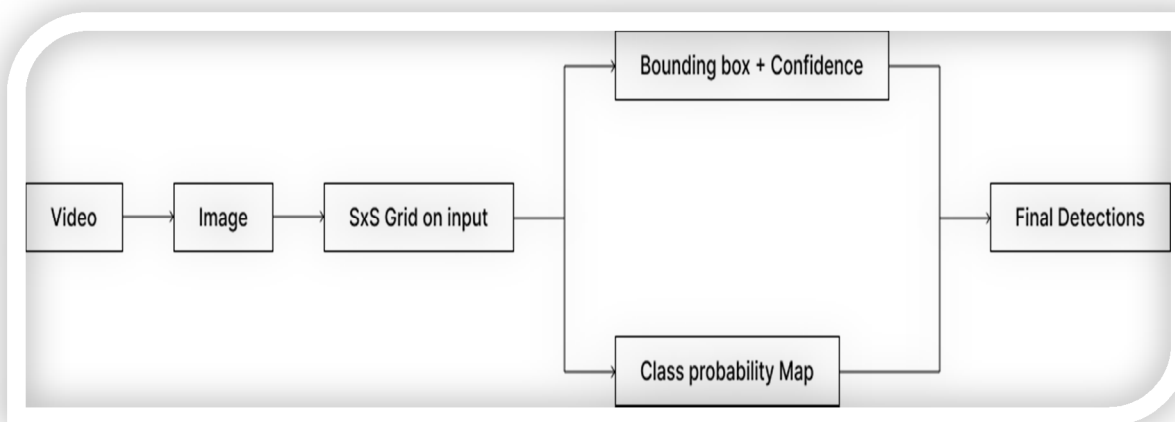 Video
Image
SxS Grid on input
Bounding box + Confidence
Class probability Map
Final Detections